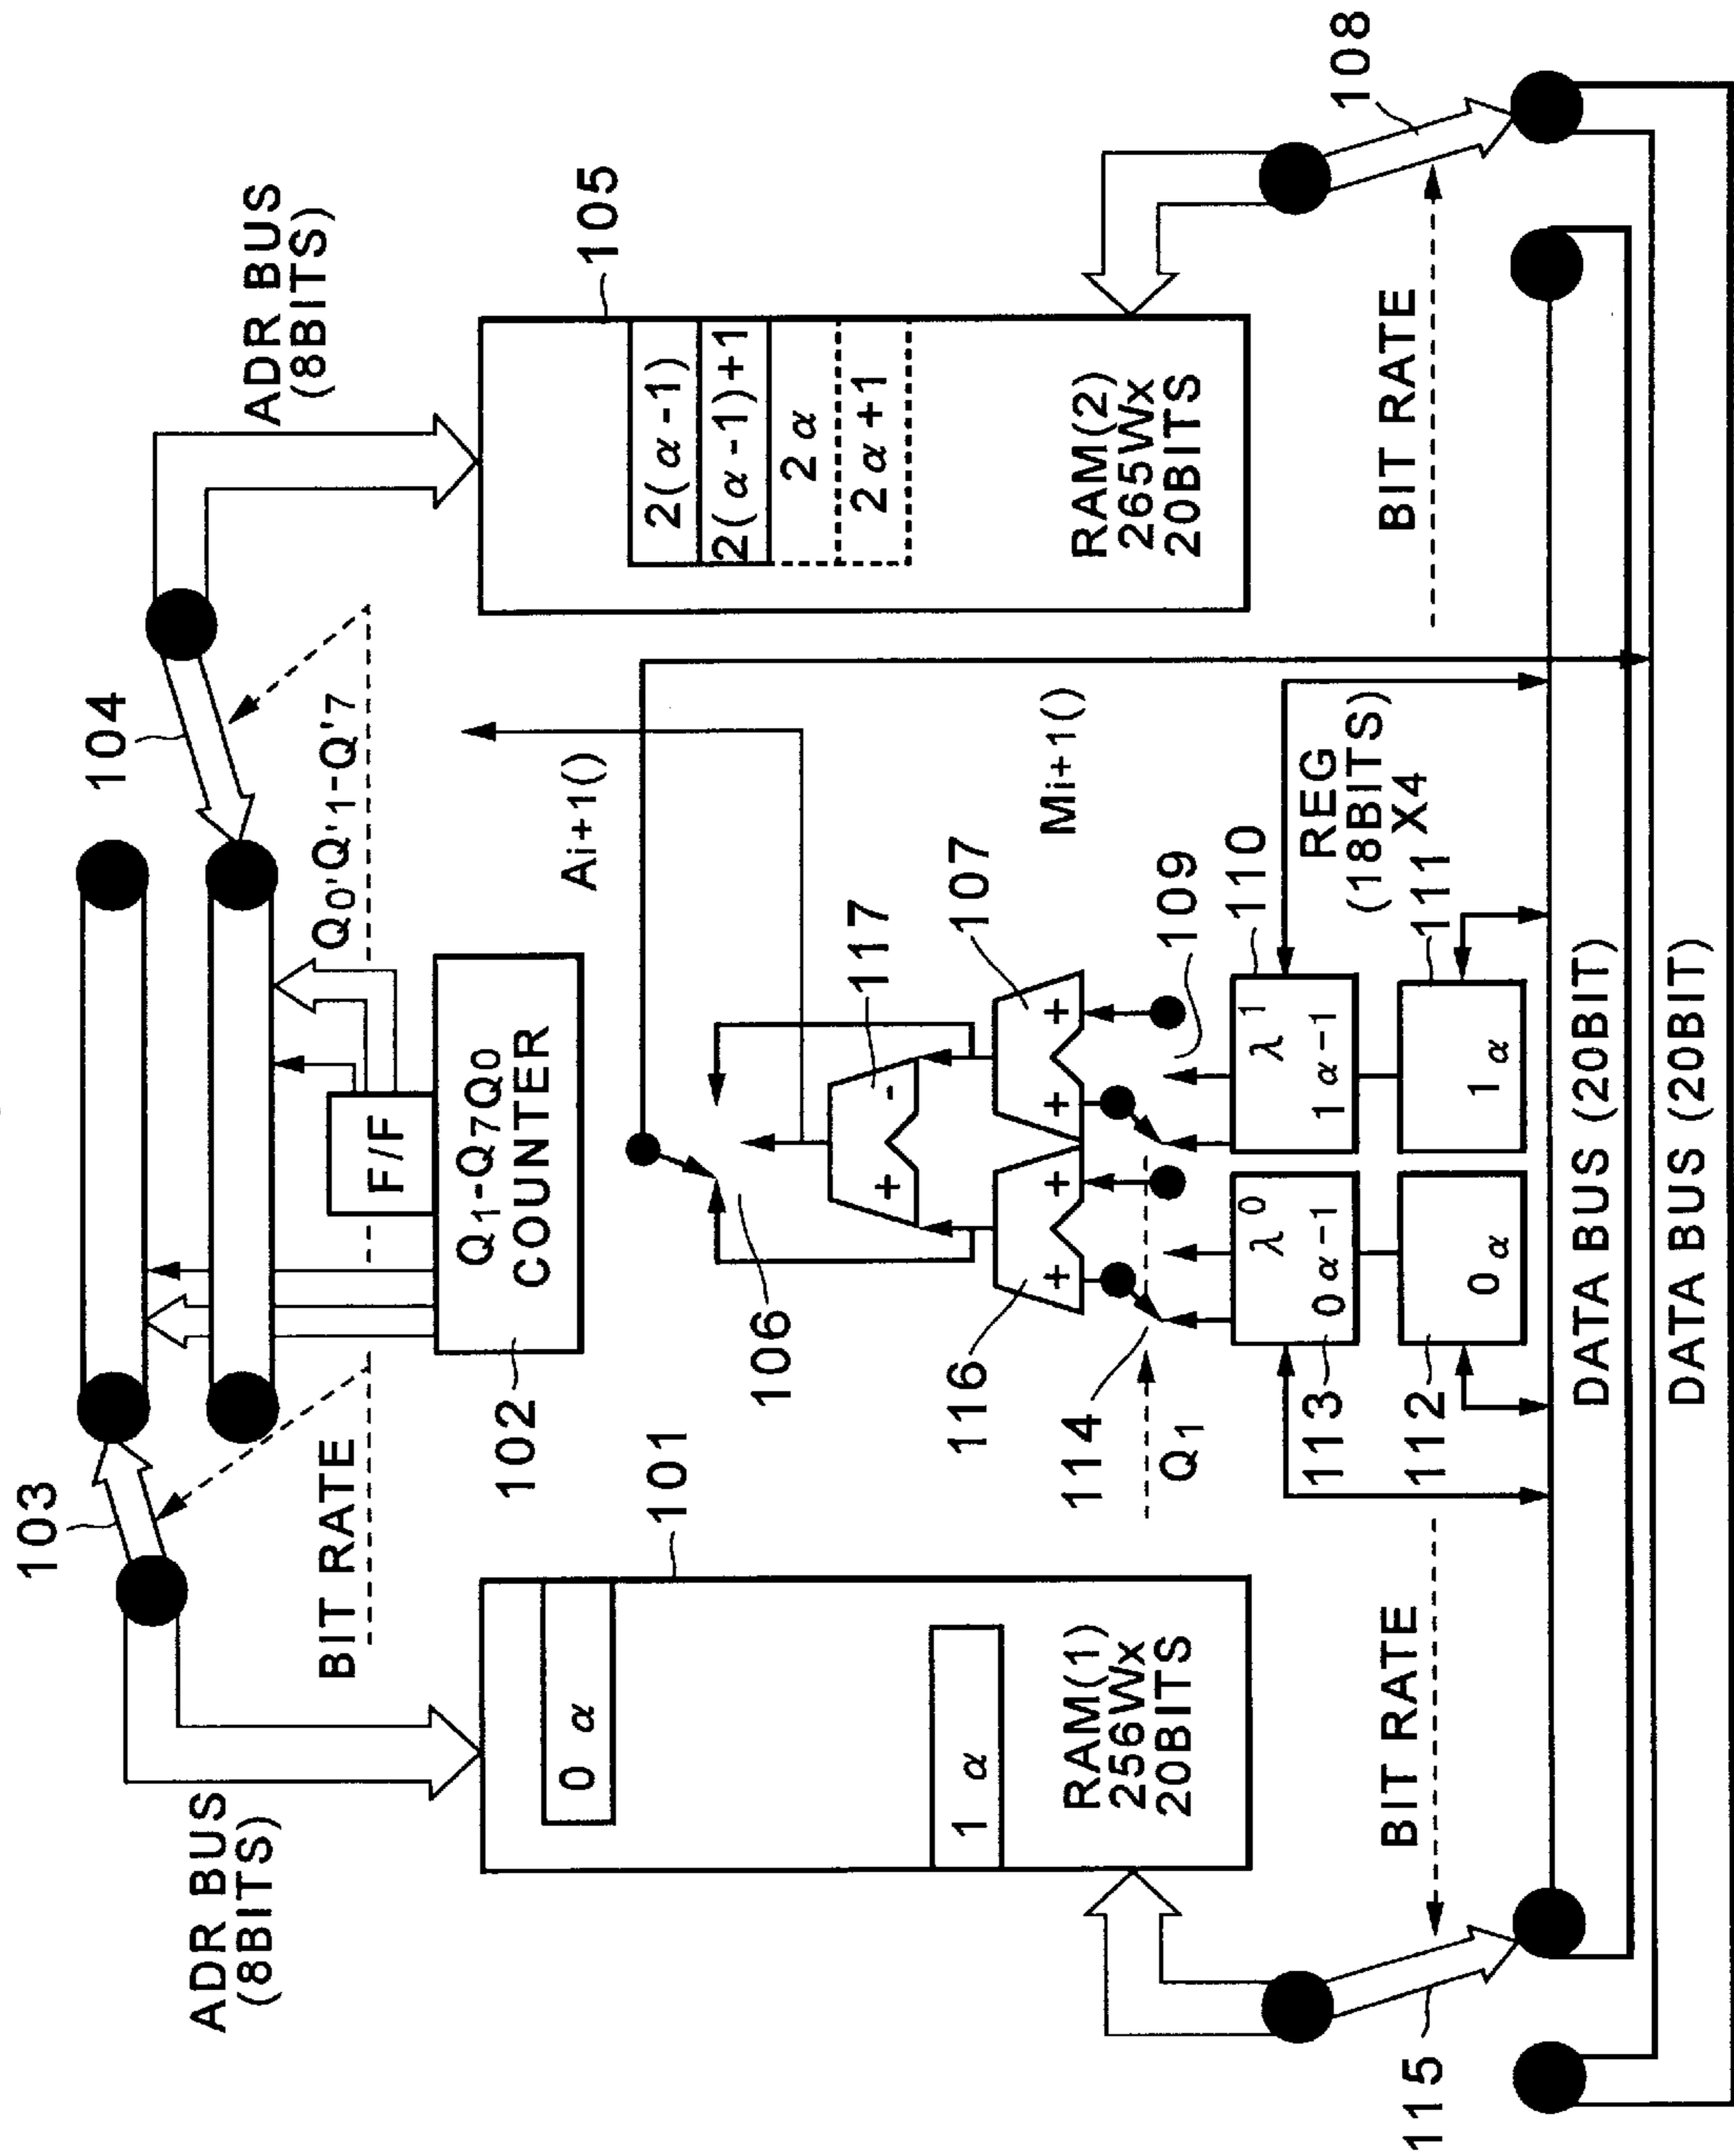 103
104
ADR BUS
(8BITS)
ADR BUS
(8BITS)
BIT RATE
Q0'Q'1-Q'7
F/F
Q1-Q7Q0
COUNTER
102
101
105
0 α
1 α
RAM(1)
256Wx
20BITS
2(α-1)
2(α-1)+1
2α
2α+1
RAM(2)
265Wx
20BITS
Ai+1()
106
117
+
-
116
107
+
+
+
+
Mi+1()
114
109
Q1
λ0
0α-1
λ1
1α-1
113
110
REG
(18BITS)
X4
0α
1α
112
111
BIT RATE
BIT RATE
115
108
DATA BUS (20BIT)
DATA BUS (20BIT)